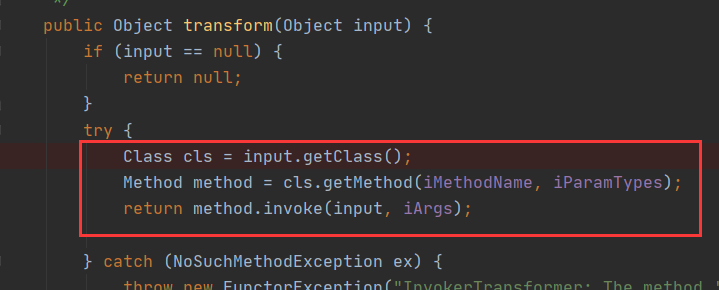 */
public Object transform(Object input) {
if (input == null) {
return null;
}
try {
Class cls = input.getClass();
Method method = cls.getMethod(iMethodName, iParamTypes);
return method.invoke(input, iArgs);
} catch (NoSuchMethodException ex) {
throw new FunctorException("InvokerTransformer: The method